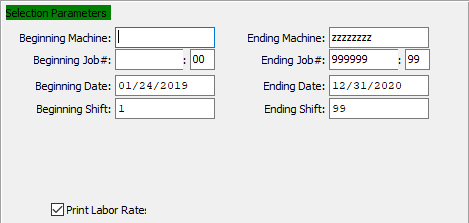 Selection Parameters
Beginning Machine: Ending Machine: zzzzzzzz
Beginning Job#: : 00 Ending Job#: 999999 : 99
Beginning Date: 01/24/2019 Ending Date: 12/31/2020
Beginning Shift: 1 Ending Shift: 99
Print Labor Rates